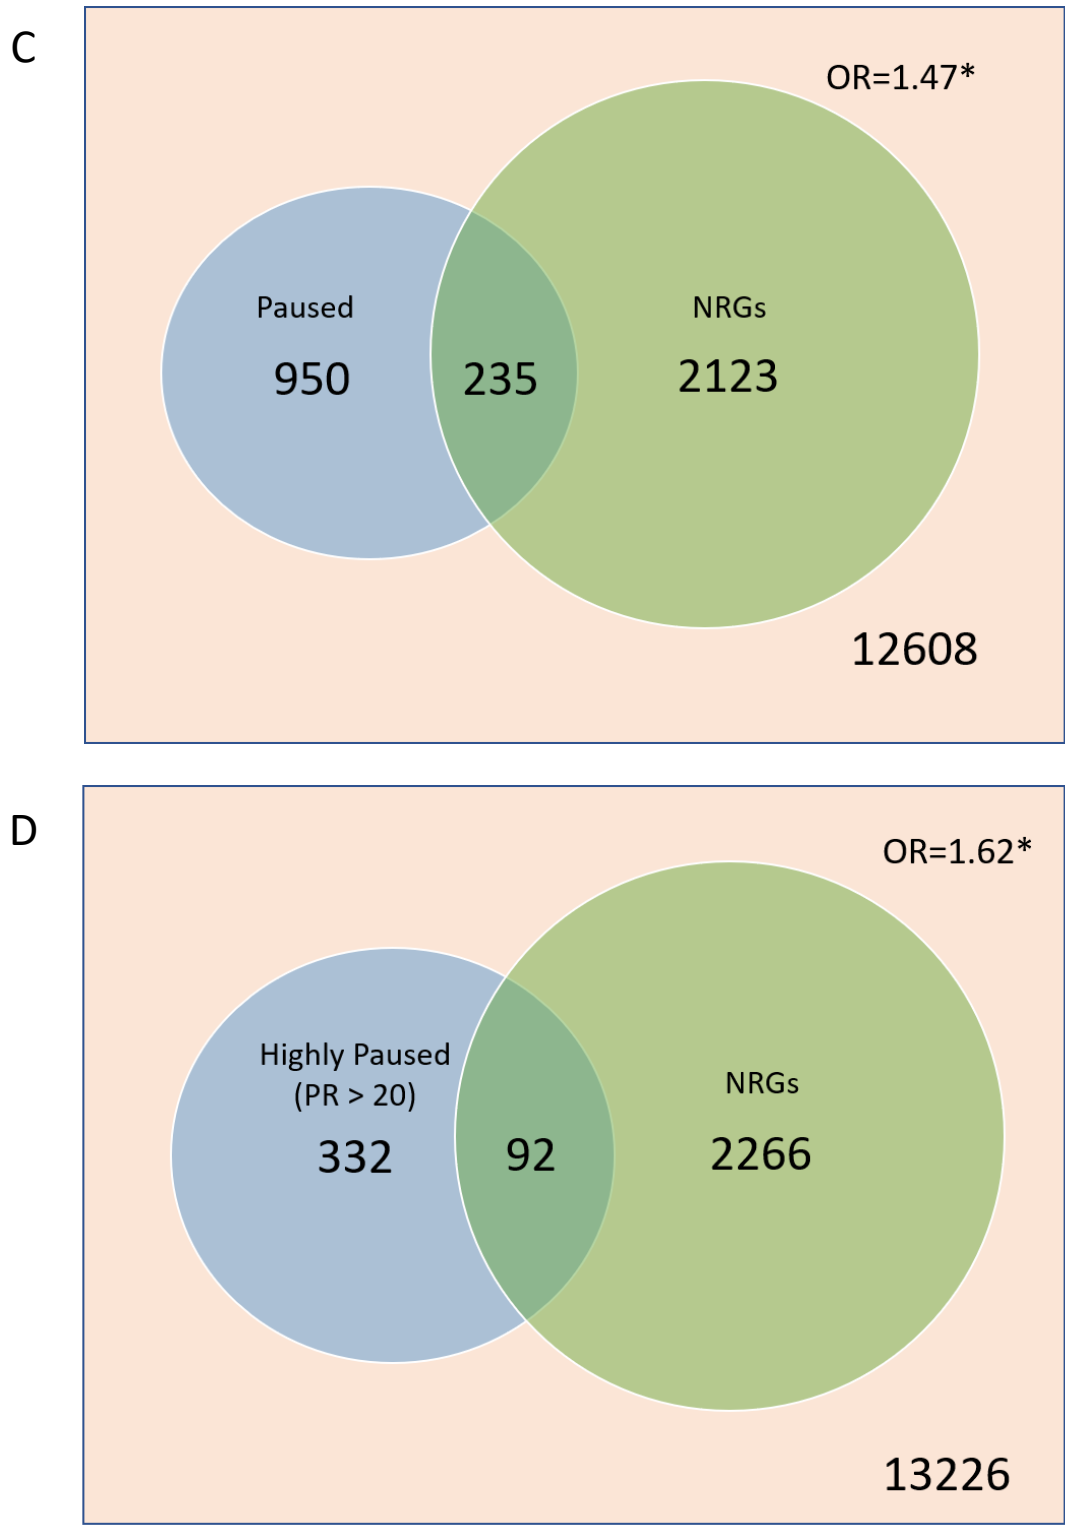 C
OR=1.47*
Paused
NRGs
950
235
2123
12608
D
OR=1.62*
Highly Paused
(PR > 20)
NRGs
332
92
2266
13226